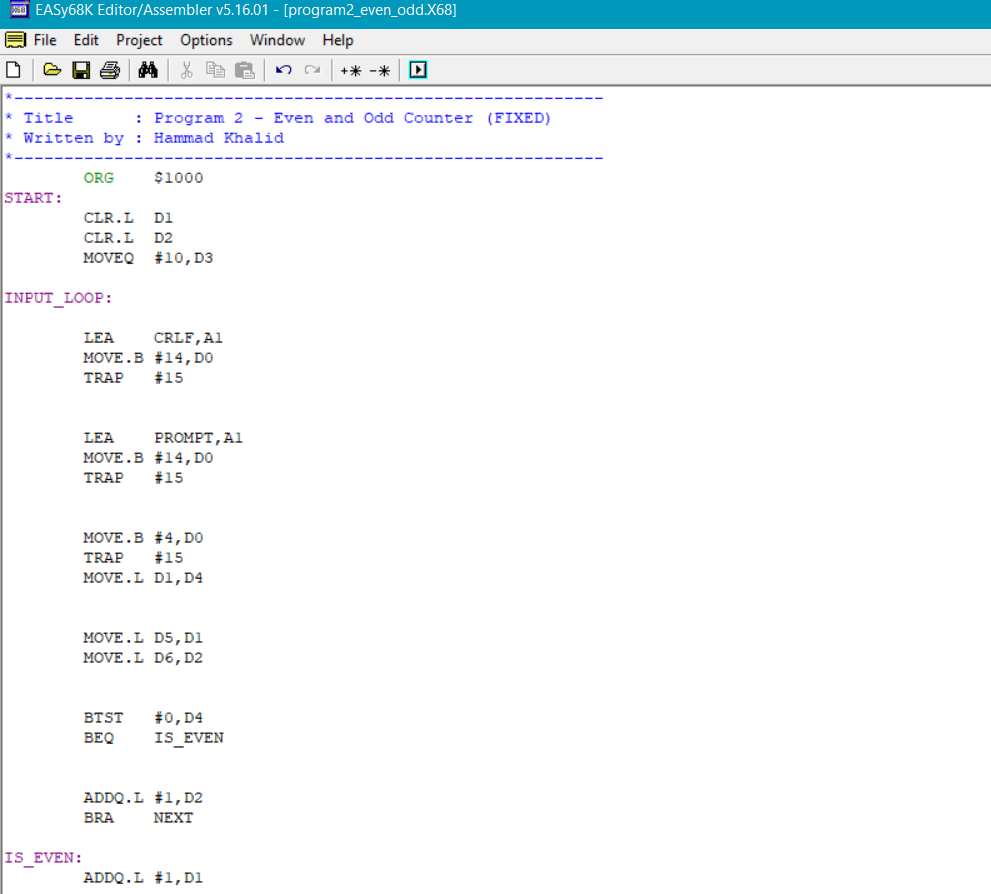 EASy68K Editor/Assembler v5.16.01 - [program2_even_odd.X68]
File Edit Project Options Window Help
*-----------------------------------------------------------
* Title      : Program 2 - Even and Odd Counter (FIXED)
* Written by : Hammad Khalid
*-----------------------------------------------------------
ORG $1000
START:
CLR.L D1
CLR.L D2
MOVEQ #10,D3
INPUT_LOOP:
LEA CRLF,A1
MOVE.B #14,D0
TRAP #15
LEA PROMPT,A1
MOVE.B #14,D0
TRAP #15
MOVE.B #4,D0
TRAP #15
MOVE.L D1,D4
MOVE.L D5,D1
MOVE.L D6,D2
BTST #0,D4
BEQ IS_EVEN
ADDQ.L #1,D2
BRA NEXT
IS_EVEN:
ADDQ.L #1,D1